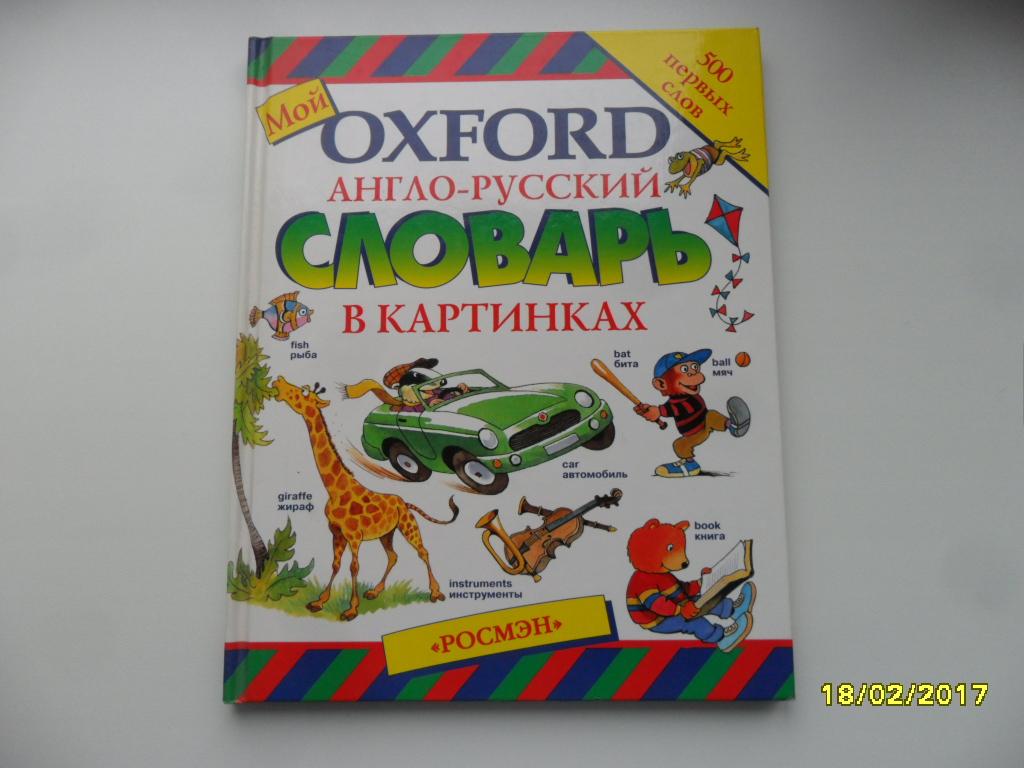 500
первых
слов
Мой
OXFORD
АНГЛО-РУССКИЙ
СЛОВАРЬ
В КАРТИНКАХ
fish
рыба
bat
бита
ball
мяч
car
автомобиль
giraffe
жираф
book
книга
instruments
инструменты
«РОСМЭН»
18/02/2017